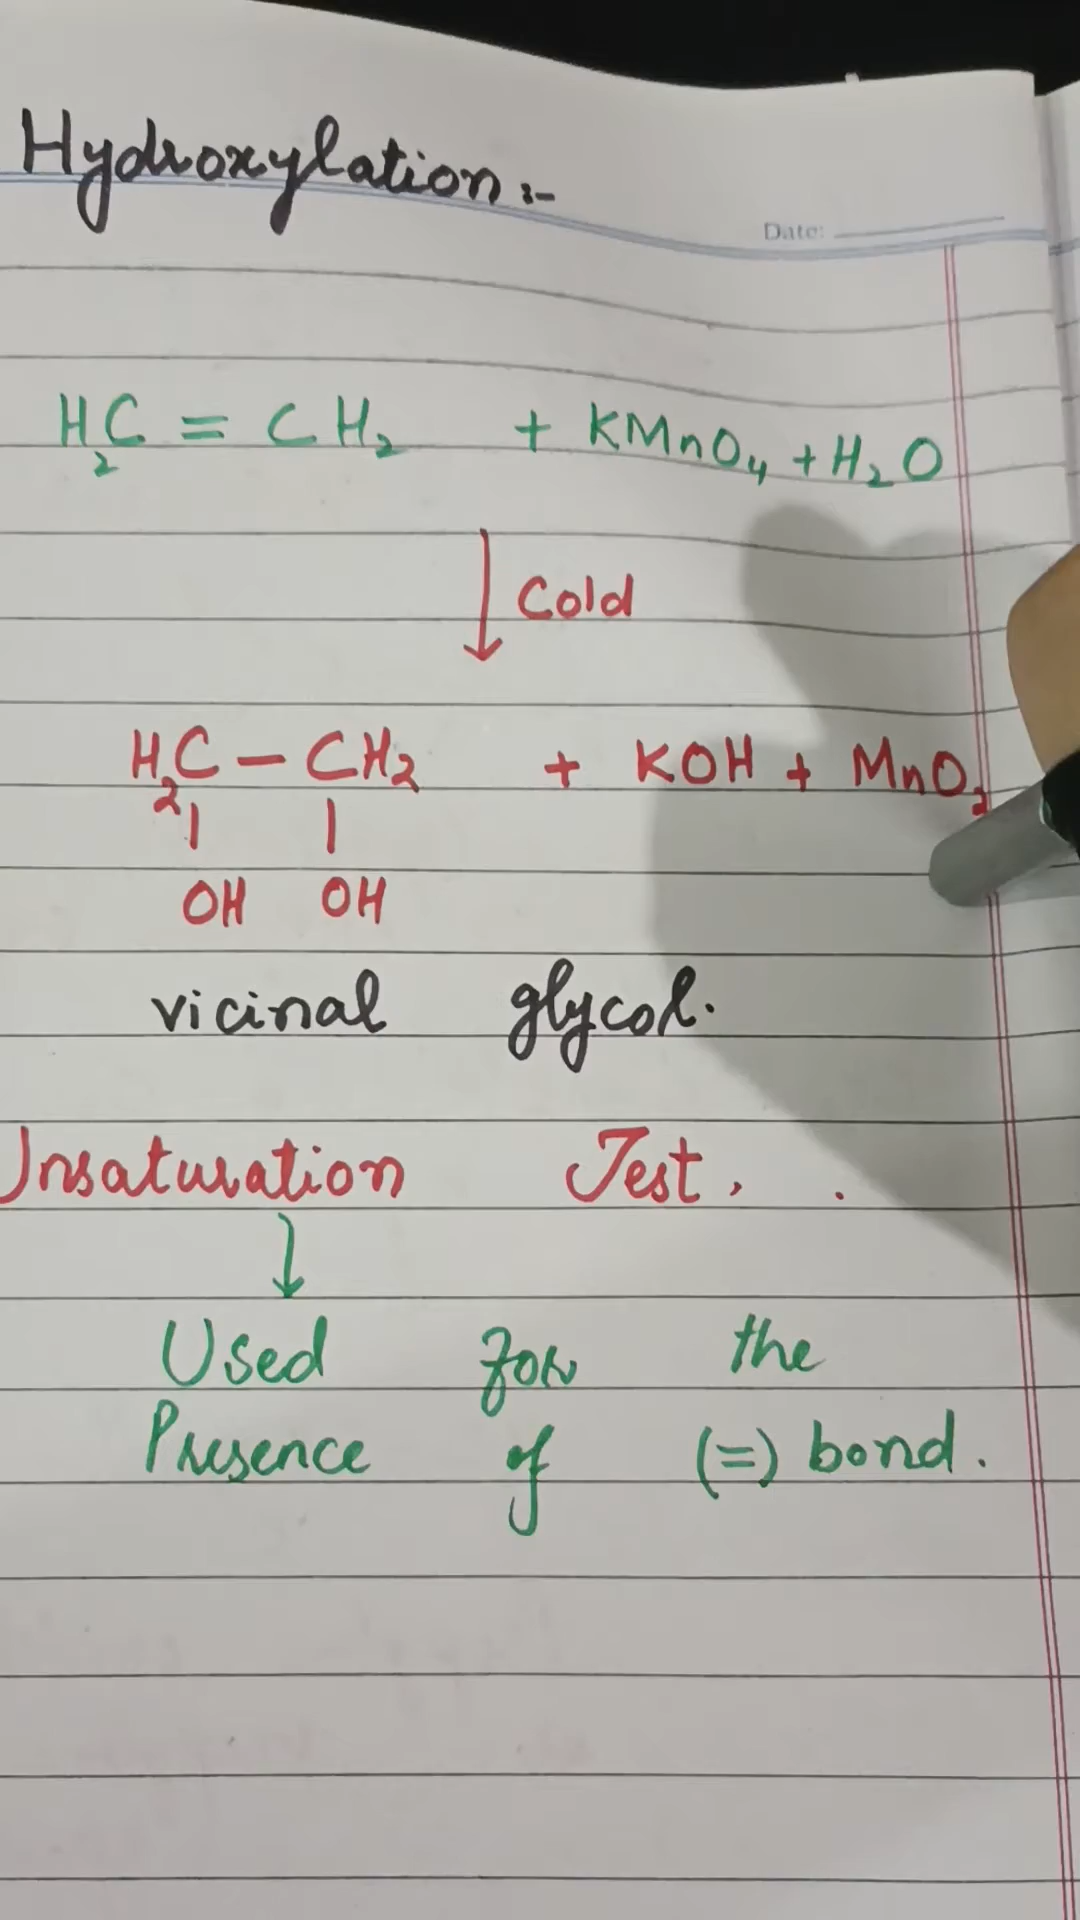 Hydroxylation :-
Date:
H₂C = CH₂ + KMnO₄ + H₂O
Cold
H₂C – CH₂ + KOH + MnO₂
OH OH
vicinal glycol.
Unsaturation Test.
Used for the
Presence of (=) bond.